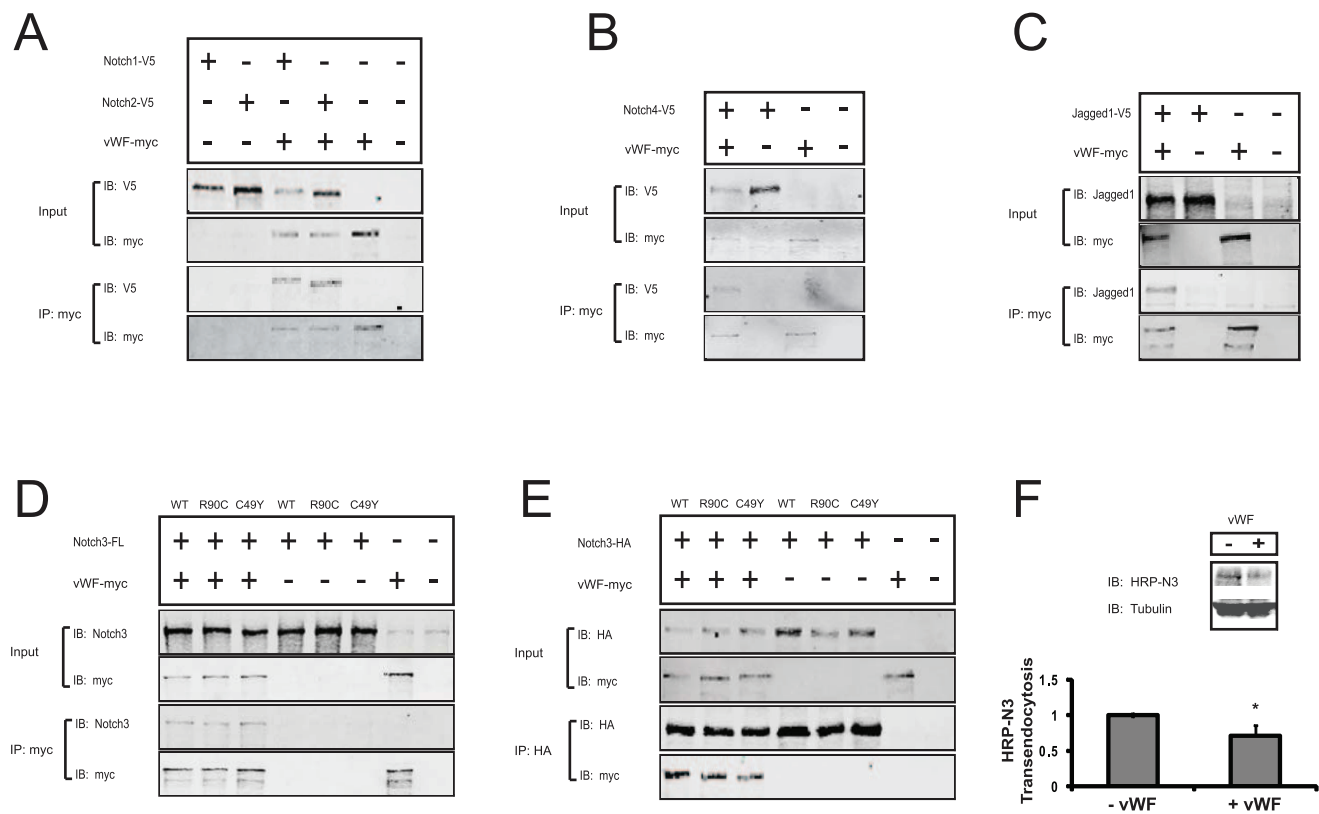 A
Notch1-V5 + - + - - -
Notch2-V5 - + - + - -
vWF-myc - - + + + -
Input
IB: V5
IB: myc
IP: myc
IB: V5
IB: myc
B
Notch4-V5 + + - -
vWF-myc + - + -
Input
IB: V5
IB: myc
IP: myc
IB: V5
IB: myc
C
Jagged1-V5 + + - -
vWF-myc + - + -
Input
IB: Jagged1
IB: myc
IP: myc
IB: Jagged1
IB: myc
D
WT R90C C49Y WT R90C C49Y
Notch3-FL + + + + + + - -
vWF-myc + + + - - - + -
Input
IB: Notch3
IB: myc
IP: myc
IB: Notch3
IB: myc
E
WT R90C C49Y WT R90C C49Y
Notch3-HA + + + + + + - -
vWF-myc + + + - - - + -
Input
IB: HA
IB: myc
IP: HA
IB: HA
IB: myc
F
vWF
- +
IB: HRP-N3
IB: Tubulin
HRP-N3
Transendocytosis
1.5
1
0.5
0
*
- vWF + vWF